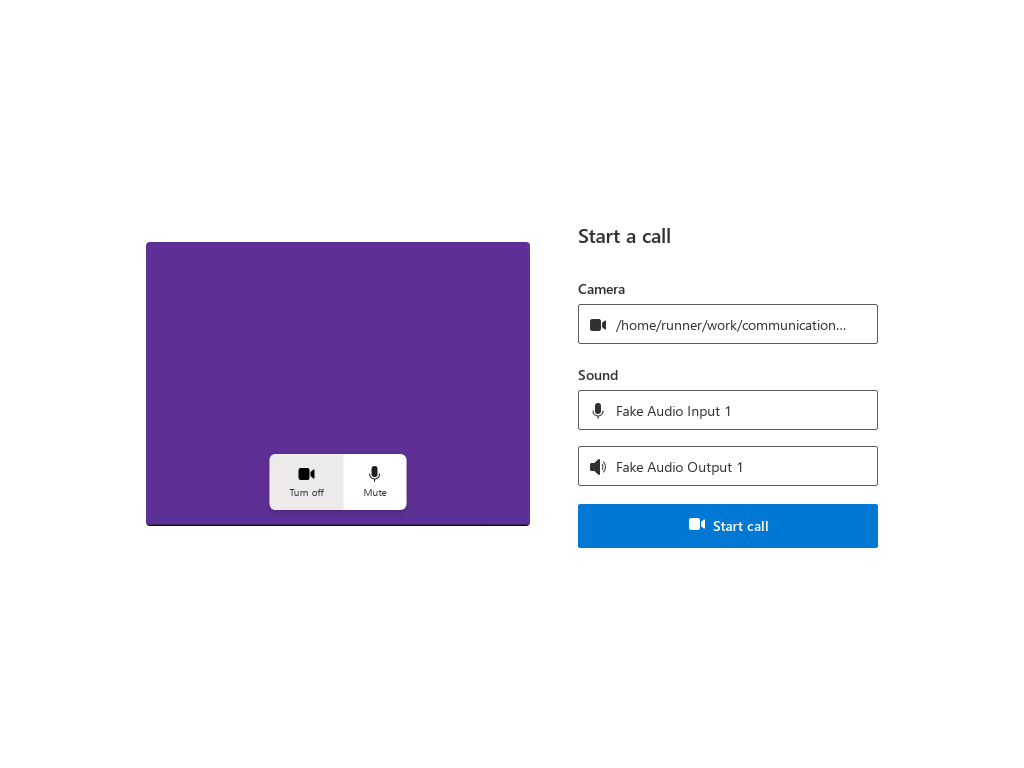 Start a call
Camera
/home/runner/work/communication...
Sound
Fake Audio Input 1
Fake Audio Output 1
Start call
Turn off
Mute